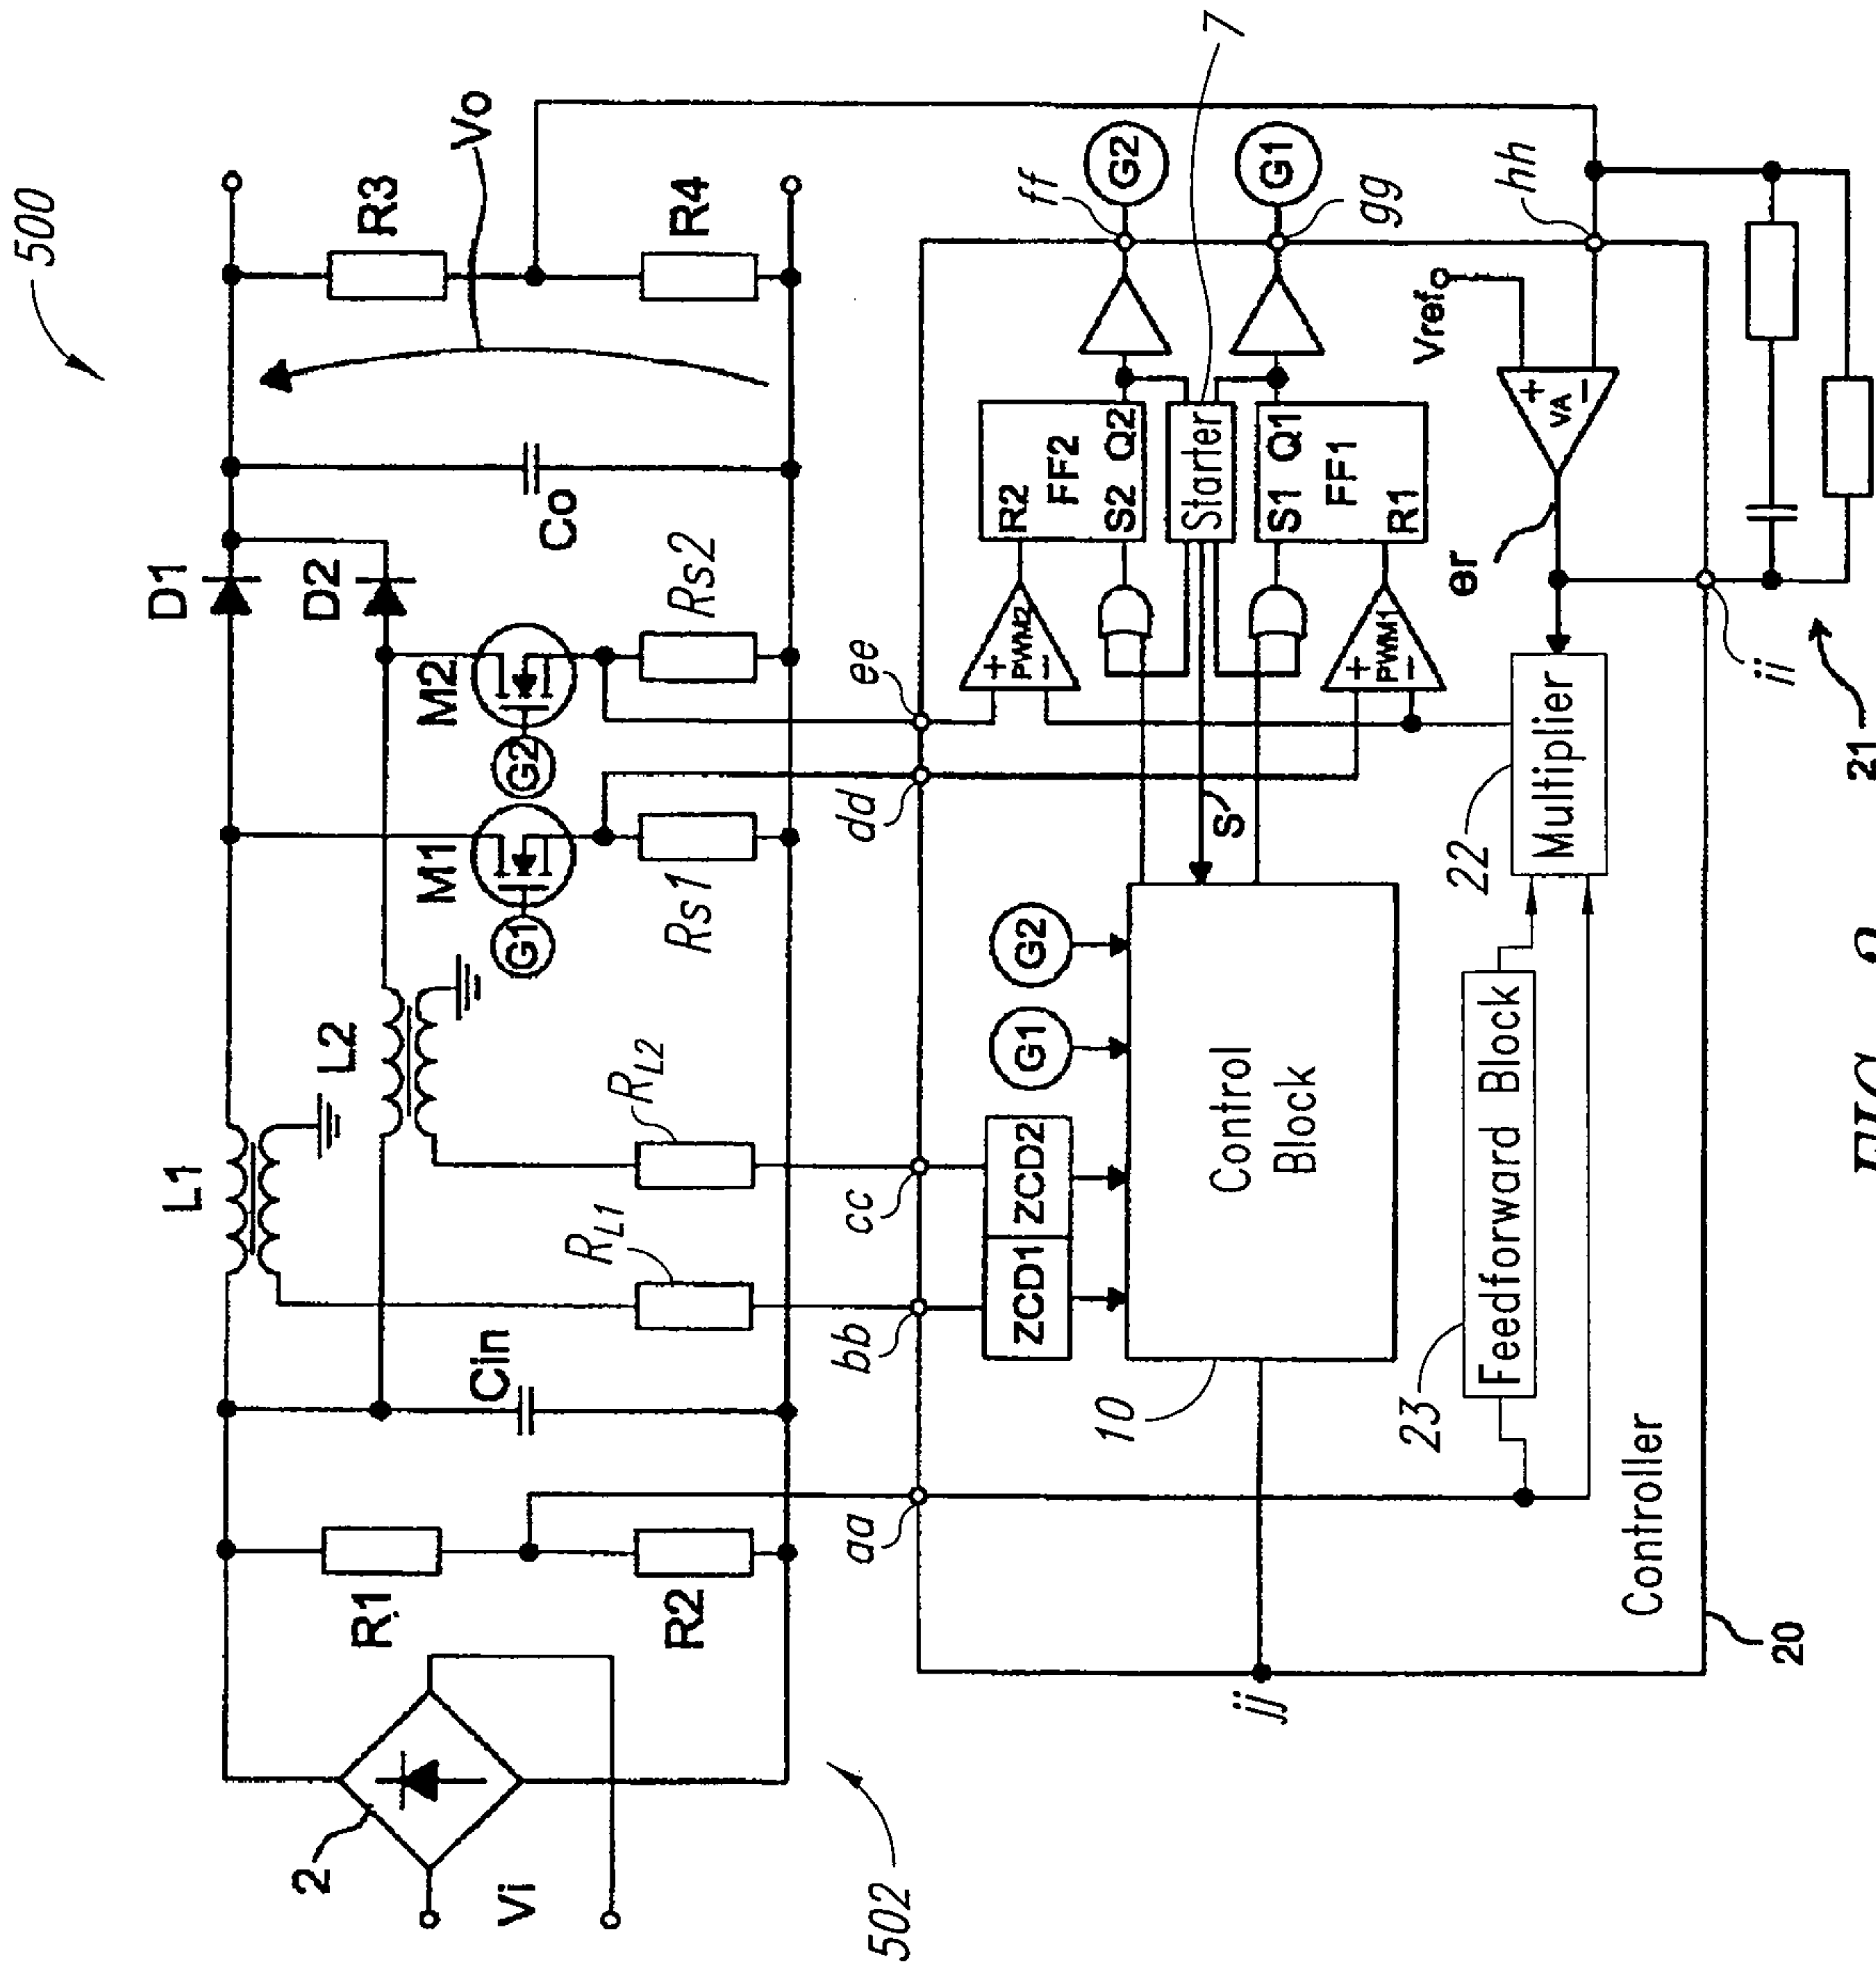 500
Vo
D1
D2
L1
L2
M1
M2
G1
G2
R1
R2
R3
R4
Cin
Co
Rs1
Rs2
RL1
RL2
2
Vi
502
aa
bb
cc
dd
ee
ff
gg
hh
ii
jj
ZCD1
ZCD2
G1
G2
Control
Block
10
S
PWM2
+
−
R2
FF2
S2 Q2
Starter
7
S1 Q1
FF1
R1
PWM1
+
−
G2
G1
Vref
+
VA
−
er
Multiplier
22
Feedforward Block
23
Controller
20
21